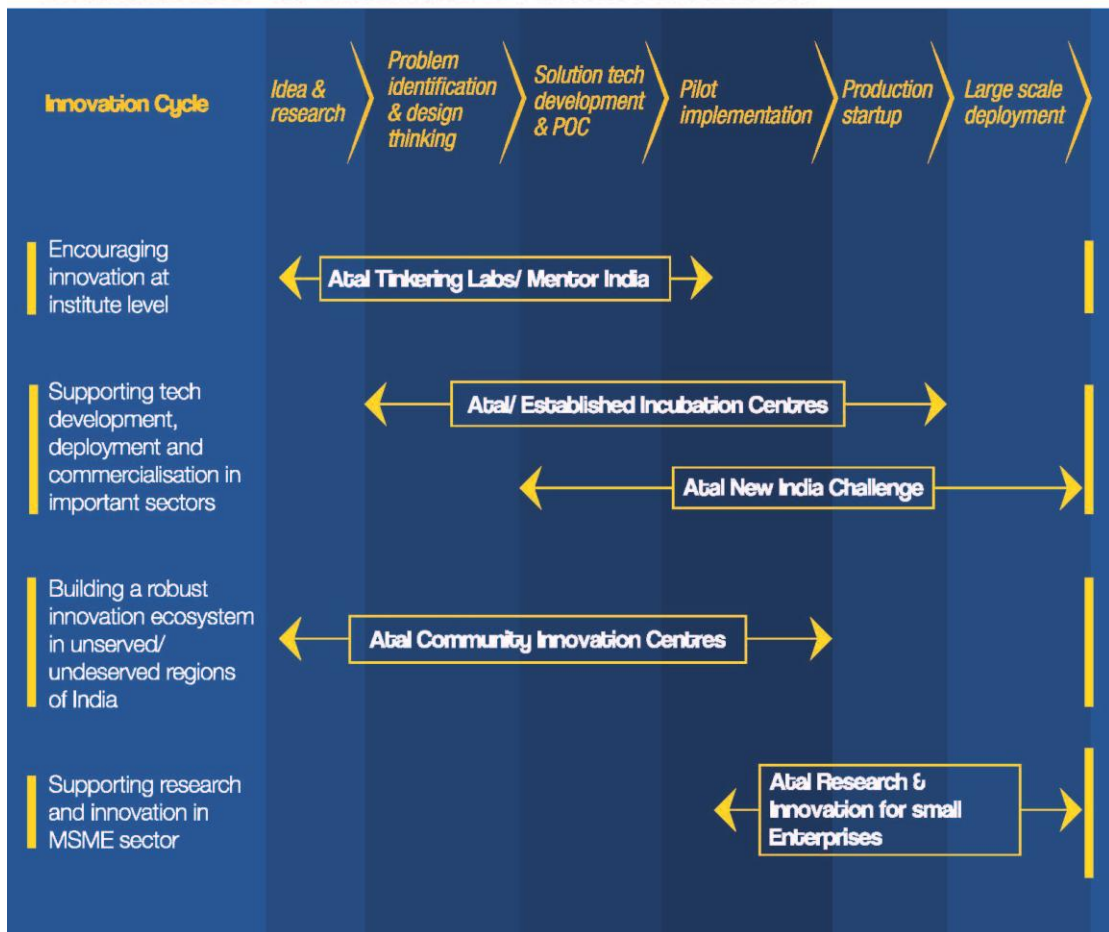 Innovation Cycle
Idea &
research
Problem
identification
& design
thinking
Solution tech
development
& POC
Pilot
implementation
Production
startup
Large scale
deployment
Encouraging
innovation at
institute level
Atal Tinkering Labs/ Mentor India
Supporting tech
development,
deployment and
commercialisation in
important sectors
Atal/ Established Incubation Centres
Atal New India Challenge
Building a robust
innovation ecosystem
in unserved/
undeserved regions
of India
Atal Community Innovation Centres
Supporting research
and innovation in
MSME sector
Atal Research &
Innovation for small
Enterprises